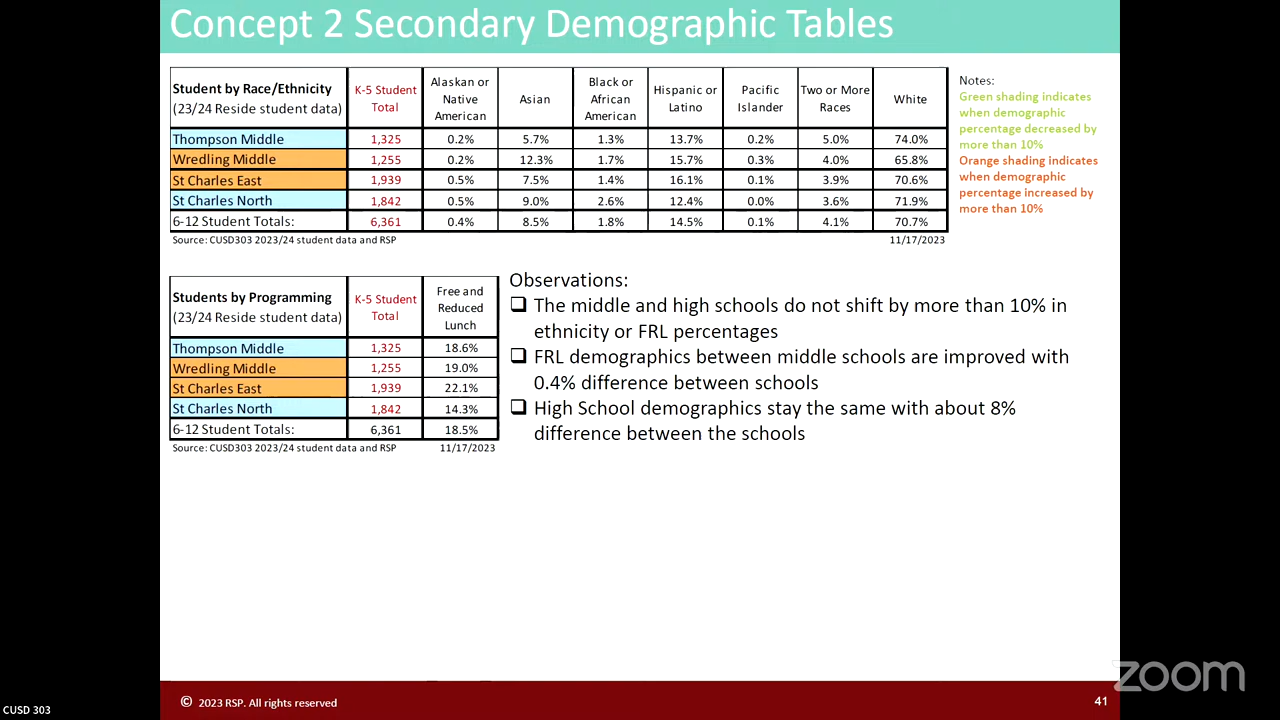 Concept 2 Secondary Demographic Tables
Student by Race/Ethnicity (23/24 Reside student data) K-5 Student Total Alaskan or Native American Asian Black or African American Hispanic or Latino Pacific Islander Two or More Races White
Thompson Middle 1,325 0.2% 5.7% 1.3% 13.7% 0.2% 5.0% 74.0%
Wredling Middle 1,255 0.2% 12.3% 1.7% 15.7% 0.3% 4.0% 65.8%
St Charles East 1,939 0.5% 7.5% 1.4% 16.1% 0.1% 3.9% 70.6%
St Charles North 1,842 0.5% 9.0% 2.6% 12.4% 0.0% 3.6% 71.9%
6-12 Student Totals: 6,361 0.4% 8.5% 1.8% 14.5% 0.1% 4.1% 70.7%
Source: CUSD303 2023/24 student data and RSP 11/17/2023
Notes:
Green shading indicates
when demographic
percentage decreased by
more than 10%
Orange shading indicates
when demographic
percentage increased by
more than 10%
Students by Programming (23/24 Reside student data) K-5 Student Total Free and Reduced Lunch
Thompson Middle 1,325 18.6%
Wredling Middle 1,255 19.0%
St Charles East 1,939 22.1%
St Charles North 1,842 14.3%
6-12 Student Totals: 6,361 18.5%
Source: CUSD303 2023/24 student data and RSP 11/17/2023
Observations:
The middle and high schools do not shift by more than 10% in
ethnicity or FRL percentages
FRL demographics between middle schools are improved with
0.4% difference between schools
High School demographics stay the same with about 8%
difference between the schools
© 2023 RSP. All rights reserved
41
zoom
CUSD 303